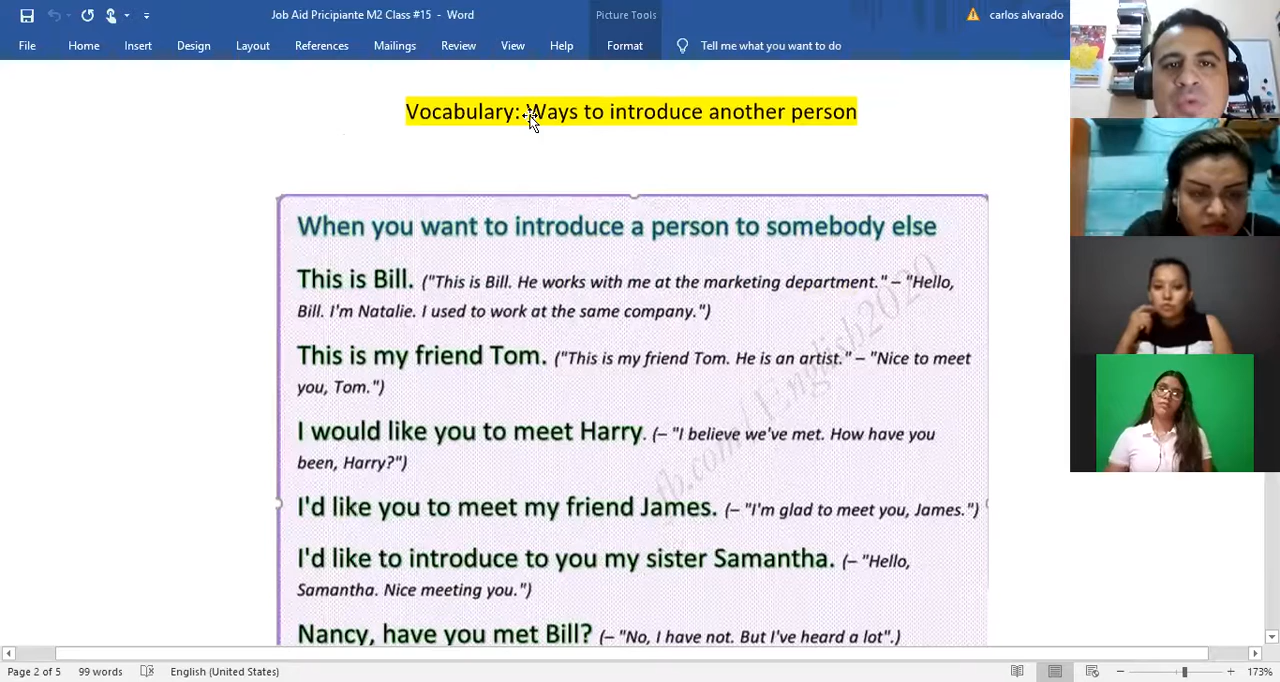 Job Aid Pricipiante M2 Class #15 - Word
Picture Tools
carlos alvarado
File Home Insert Design Layout References Mailings Review View Help Format Tell me what you want to do
Vocabulary: Ways to introduce another person
When you want to introduce a person to somebody else
This is Bill. ("This is Bill. He works with me at the marketing department." – "Hello,
Bill. I'm Natalie. I used to work at the same company.")
This is my friend Tom. ("This is my friend Tom. He is an artist." – "Nice to meet
you, Tom.")
I would like you to meet Harry. (– "I believe we've met. How have you
been, Harry?")
I'd like you to meet my friend James. (– "I'm glad to meet you, James.")
I'd like to introduce to you my sister Samantha. (– "Hello,
Samantha. Nice meeting you.")
Nancy, have you met Bill? (– "No, I have not. But I've heard a lot".)
fb.com/English2020
Page 2 of 5 99 words English (United States) 173%